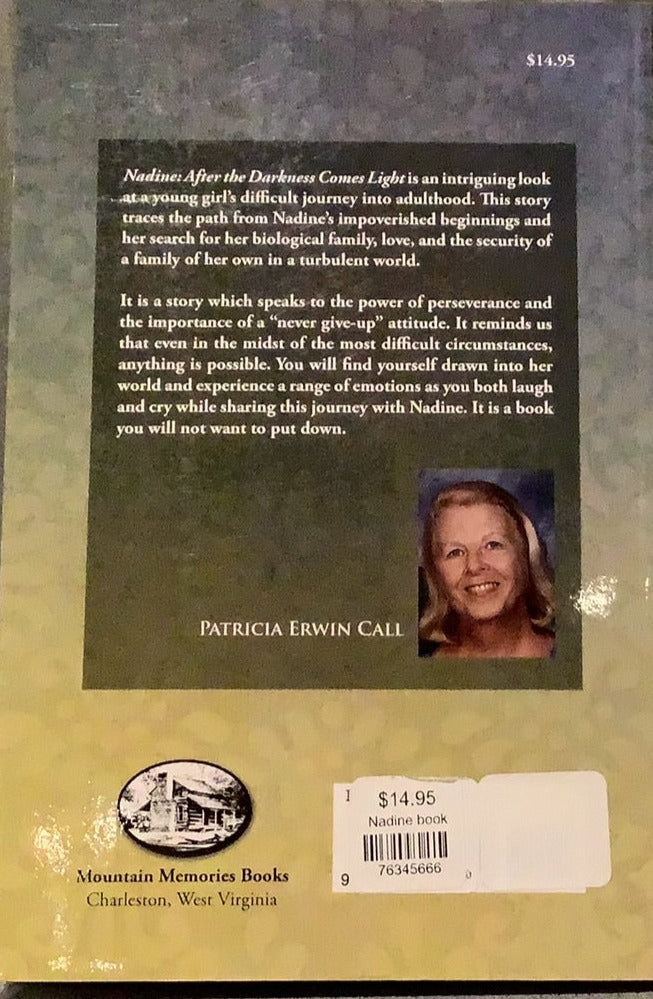 $14.95
Nadine: After the Darkness Comes Light is an intriguing look
at a young girl's difficult journey into adulthood. This story
traces the path from Nadine's impoverished beginnings and
her search for her biological family, love, and the security of
a family of her own in a turbulent world.
It is a story which speaks to the power of perseverance and
the importance of a “never give-up” attitude. It reminds us
that even in the midst of the most difficult circumstances,
anything is possible. You will find yourself drawn into her
world and experience a range of emotions as you both laugh
and cry while sharing this journey with Nadine. It is a book
you will not want to put down.
PATRICIA ERWIN CALL
Mountain Memories Books
Charleston, West Virginia
I
$14.95
Nadine book
76345666
9